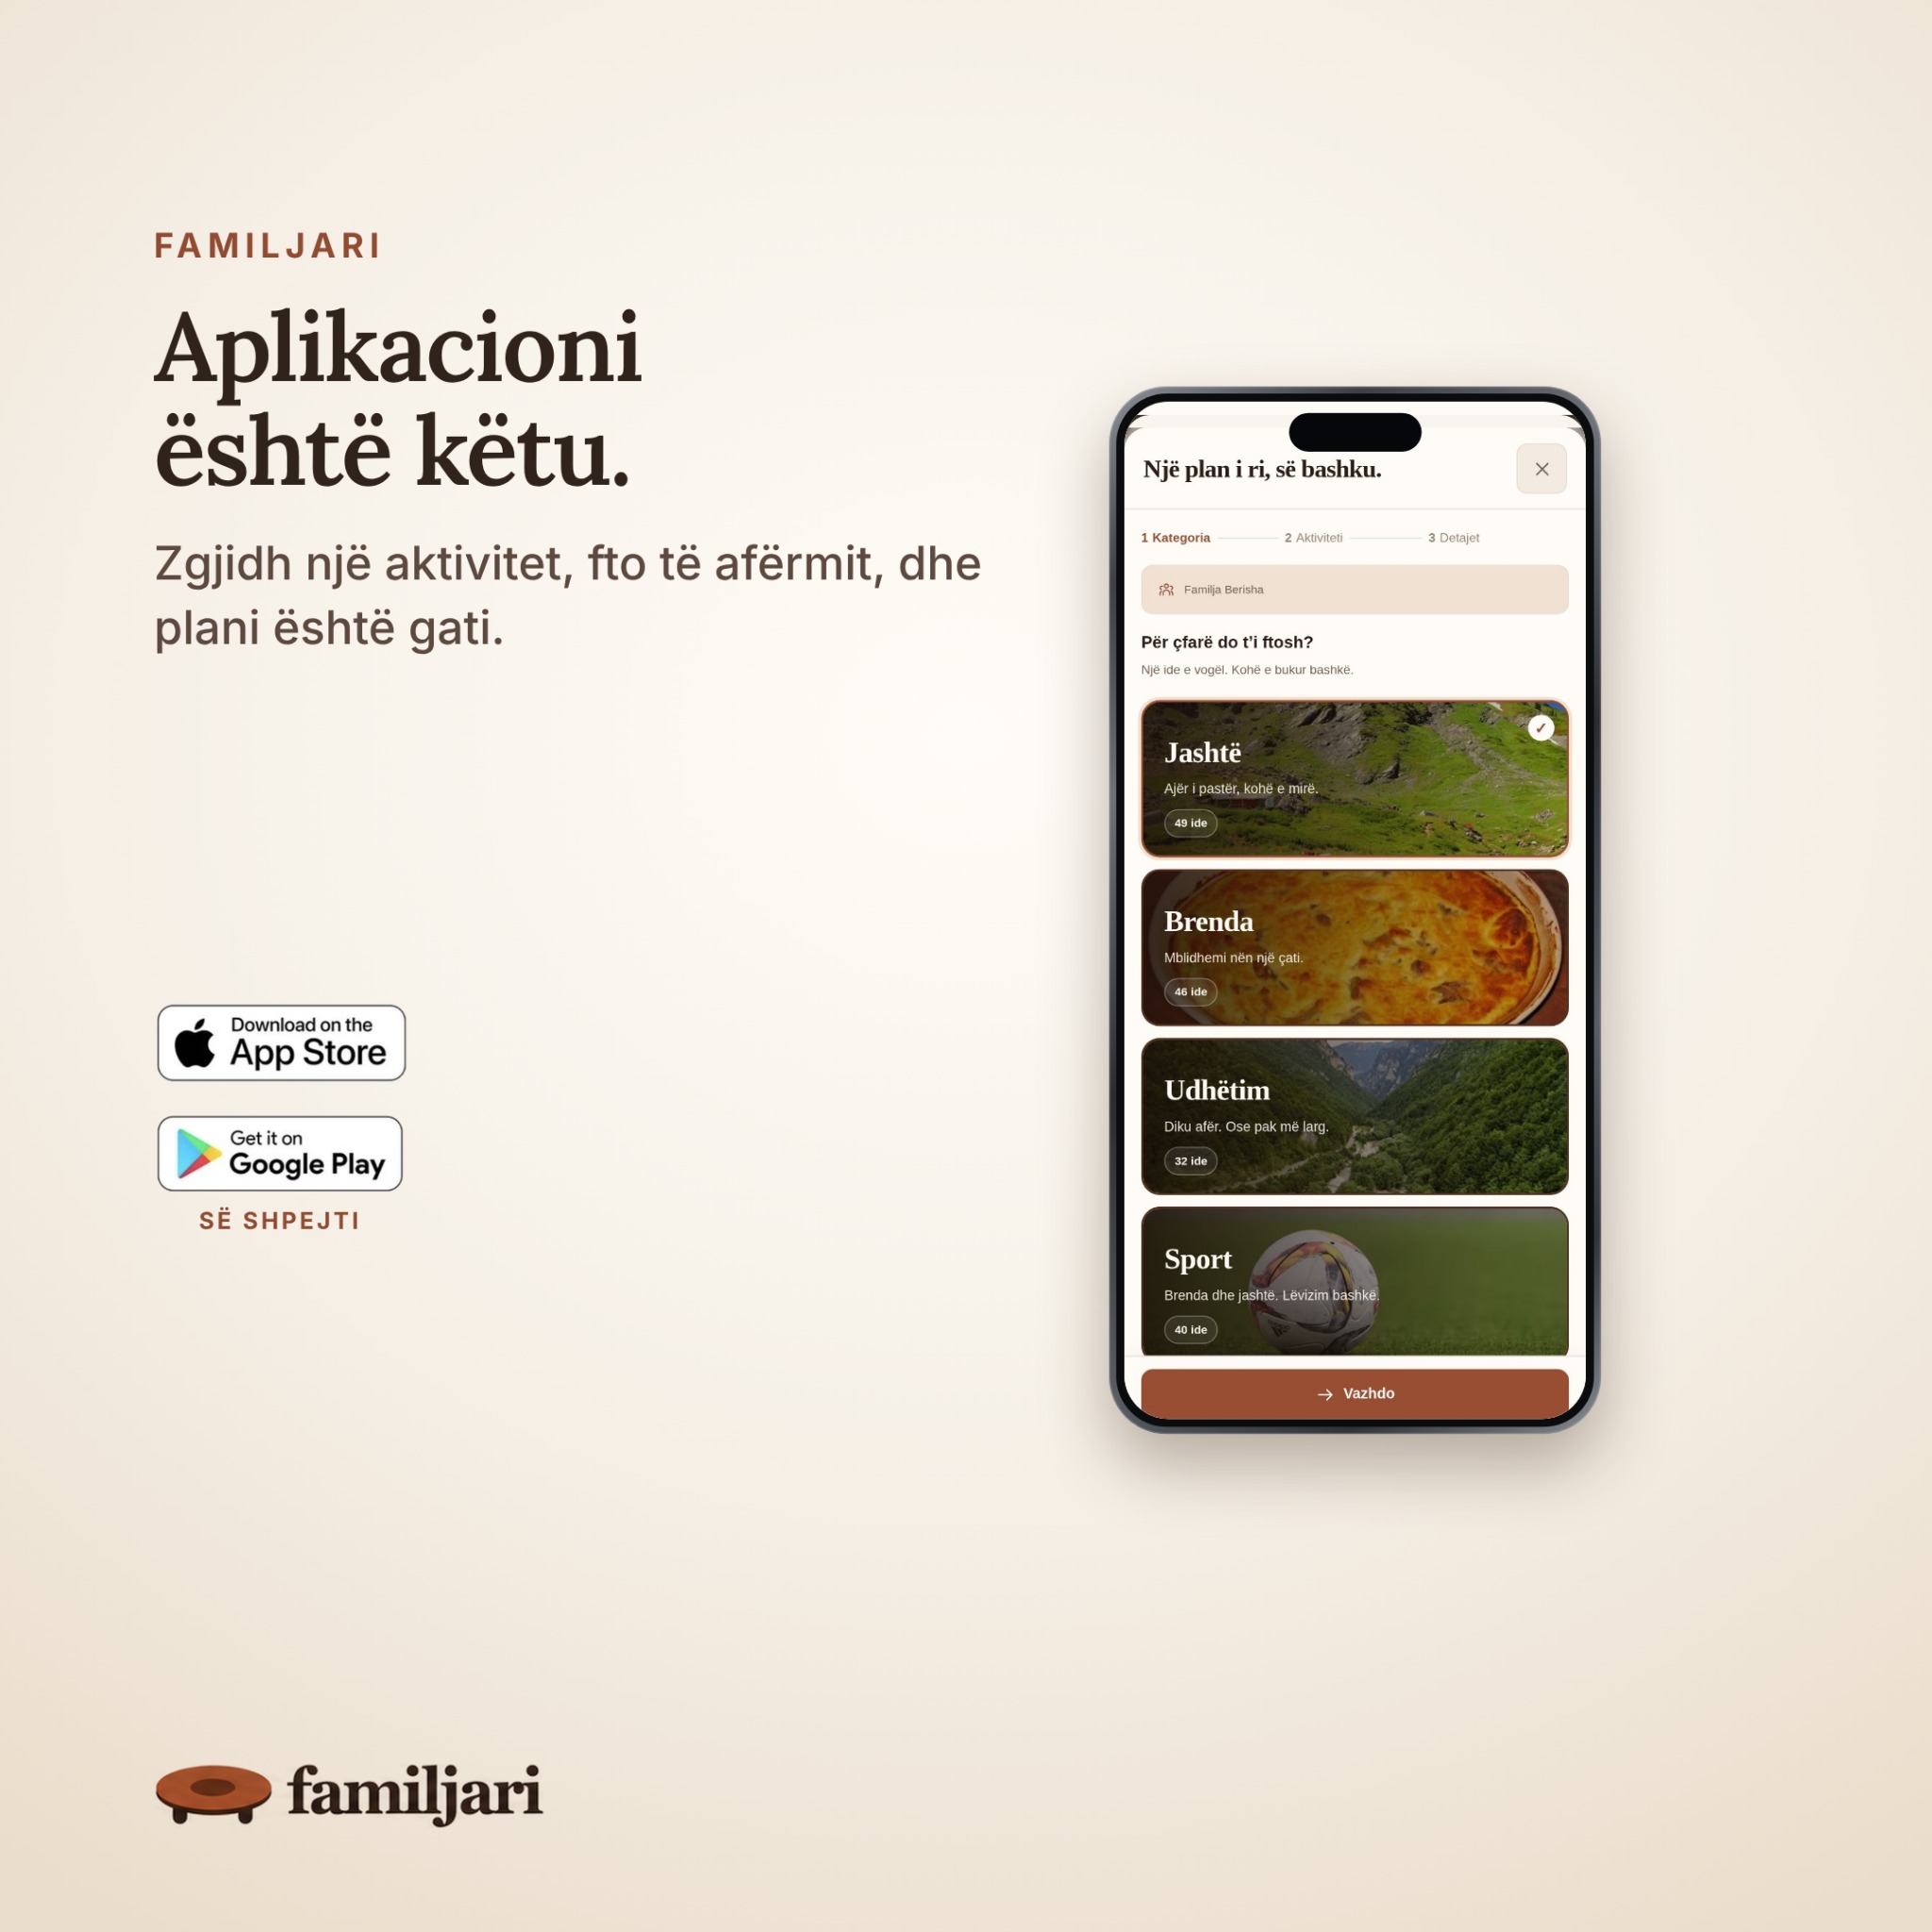 FAMILJARI
Aplikacioni
është këtu.
Zgjidh një aktivitet, fto të afërmit, dhe
plani është gati.
Download on the
App Store
Get it on
Google Play
SË SHPEJTI
familjari
Një plan i ri, së bashku.
1 Kategoria 2 Aktiviteti 3 Detajet
Familja Berisha
Për çfarë do t’i ftosh?
Një ide e vogël. Kohë e bukur bashkë.
Jashtë
Ajër i pastër, kohë e mirë.
49 ide
Brenda
Mblidhemi nën një çati.
46 ide
Udhëtim
Diku afër. Ose pak më larg.
32 ide
Sport
Brenda dhe jashtë. Lëvizim bashkë.
40 ide
Vazhdo